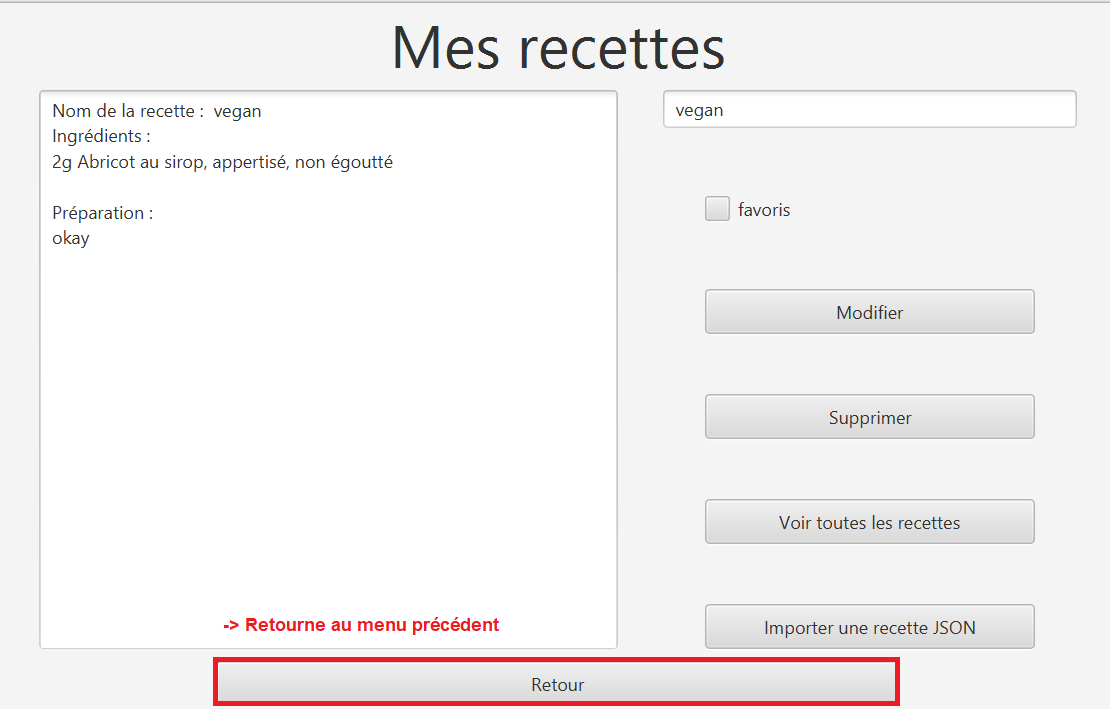 Mes recettes
Nom de la recette :  vegan
Ingrédients :
2g Abricot au sirop, appertisé, non égoutté
Préparation :
okay
vegan
favoris
Modifier
Supprimer
Voir toutes les recettes
Importer une recette JSON
-> Retourne au menu précédent
Retour